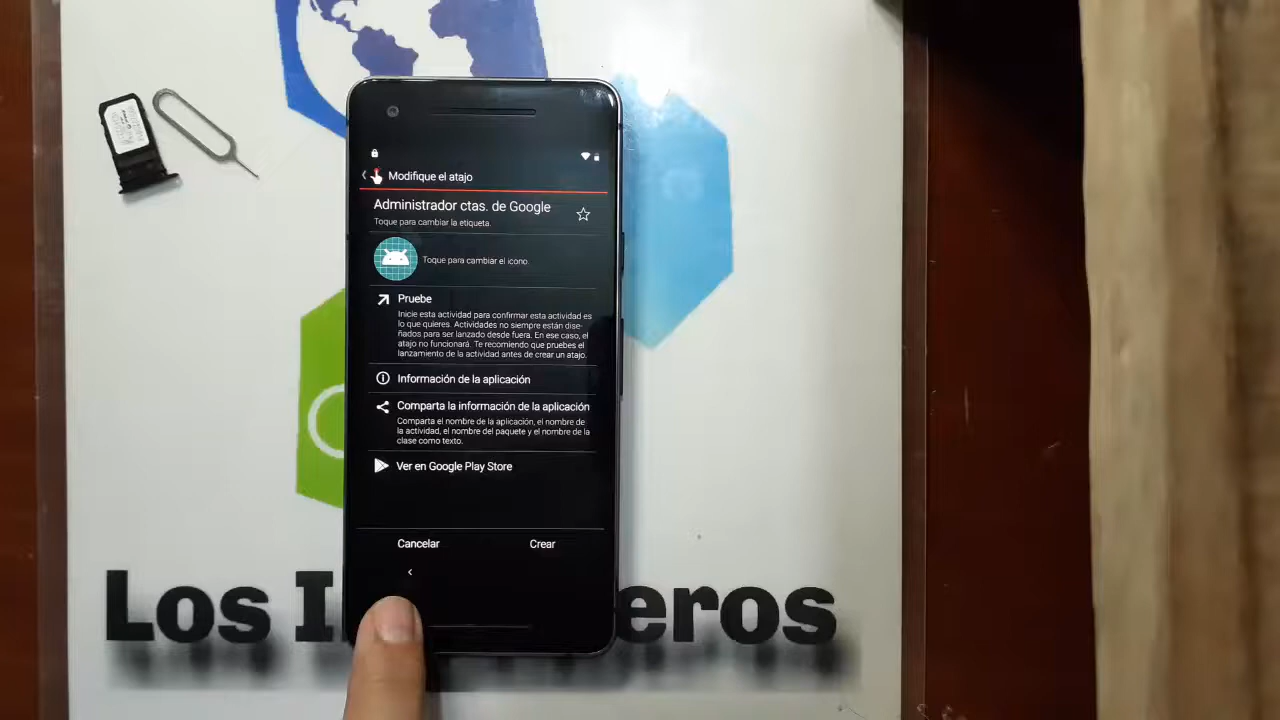 Modifique el atajo
Administrador ctas. de Google
Toque para cambiar la etiqueta.
Toque para cambiar el icono.
Pruebe
Inicie esta actividad para confirmar esta actividad es
lo que quieres. Actividades no siempre están dise-
ñados para ser lanzado desde fuera. En ese caso, el
atajo no funcionará. Te recomiendo que pruebes el
lanzamiento de la actividad antes de crear un atajo.
Información de la aplicación
Comparta la información de la aplicación
Comparta el nombre de la aplicación, el nombre de
la actividad, el nombre del paquete y el nombre de la
clase como texto.
Ver en Google Play Store
Cancelar Crear
Los I eros